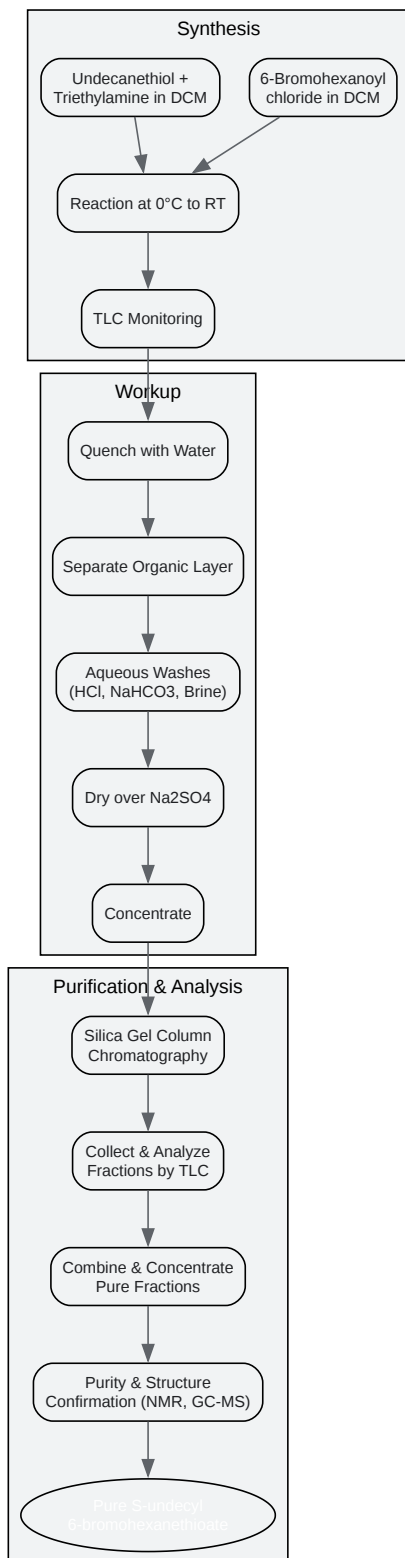 Synthesis
Undecanethiol +
Triethylamine in DCM
6-Bromohexanoyl
chloride in DCM
Reaction at 0°C to RT
TLC Monitoring
Workup
Quench with Water
Separate Organic Layer
Aqueous Washes
(HCl, NaHCO3, Brine)
Dry over Na2SO4
Concentrate
Purification & Analysis
Silica Gel Column
Chromatography
Collect & Analyze
Fractions by TLC
Combine & Concentrate
Pure Fractions
Purity & Structure
Confirmation (NMR, GC-MS)
Pure S-undecyl
6-bromohexanethioate